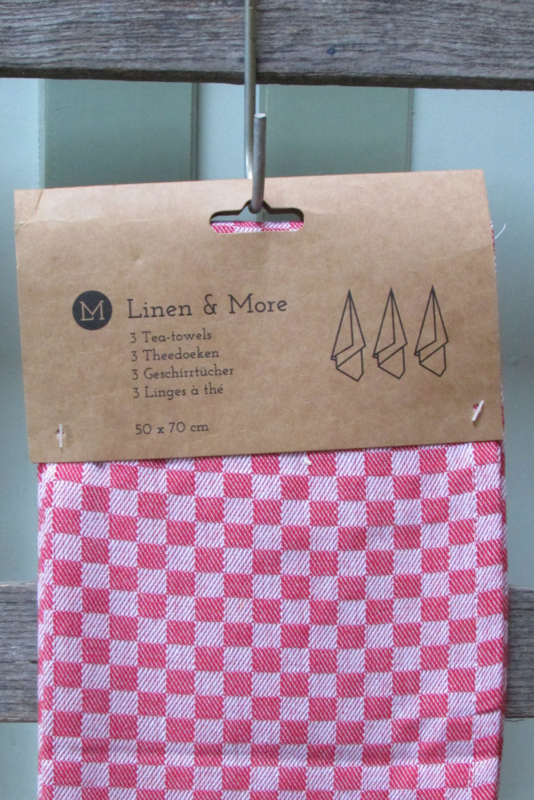 LM Linen & More
3 Tea-towels
3 Theedoeken
3 Geschirrtücher
3 Linges à thé
50 x 70 cm